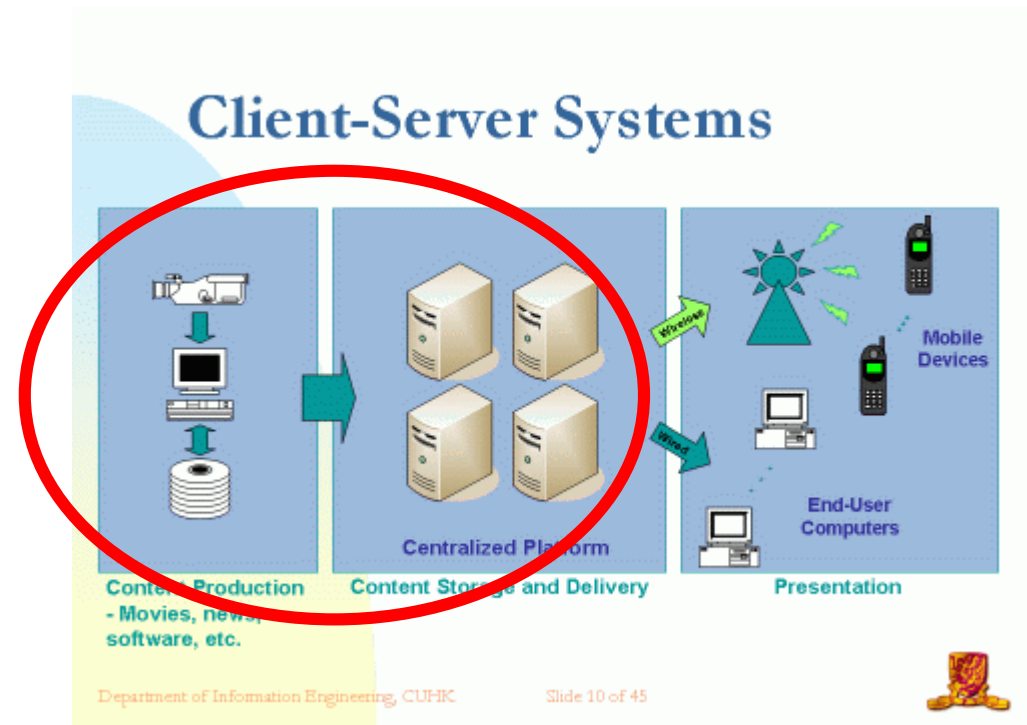 Client-Server Systems
Wireless
Wired
Mobile
Devices
End-User
Computers
Centralized Platform
Content Production
- Movies, news,
software, etc.
Content Storage and Delivery
Presentation
Department of Information Engineering, CUHK
Slide 10 of 45